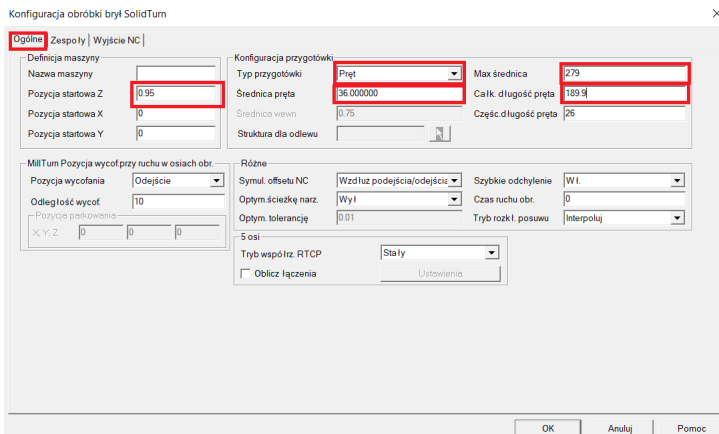 Konfiguracja obróbki brył SolidTurn
Ogólne Zespoły Wyjście NC
Definicja maszyny
Nazwa maszyny
Pozycja startowa Z 0.95
Pozycja startowa X 0
Pozycja startowa Y 0
Konfiguracja przygotówki
Typ przygotówki Pręt Max średnica 279
Średnica pręta 36.000000 Całk. długość pręta 189.9
Średnica wewn. 0.75 Częśc.długość pręta 26
Struktura dla odlewu
MillTurn Pozycja wycof.przy ruchu w osiach obr.
Pozycja wycofania Odejście
Odległość wycof. 10
Pozycja parkowania
X,Y,Z 0 0 0
Różne
Symul. offsetu NC Wzdłuż podejścia/odejścia Szybkie odchylenie Wł.
Optym.ścieżkę narz. Wył Czas ruchu obr. 0
Optym. tolerancję 0.01 Tryb rozkł. posuwu Interpoluj
5 osi
Tryb współrz. RTCP Stały
Oblicz łączenia Ustawienia
OK Anuluj Pomoc